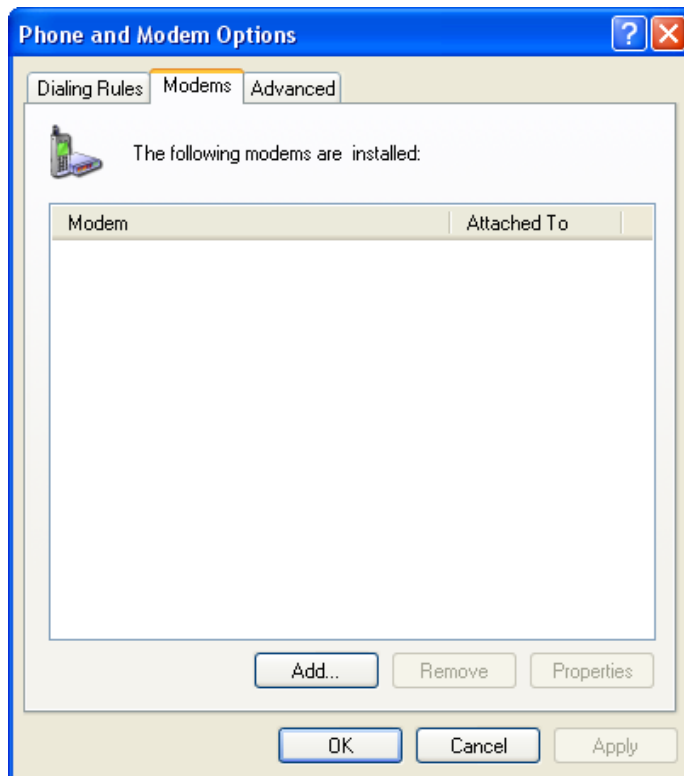 Phone and Modem Options
Dialing Rules Modems Advanced
The following modems are installed:
Modem Attached To
Add... Remove Properties
OK Cancel Apply